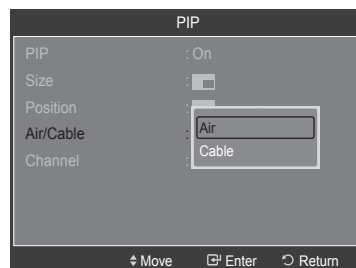 PIP
PIP : On
Size :
Position :
Air/Cable : Air
Cable
Channel :
Move Enter Return